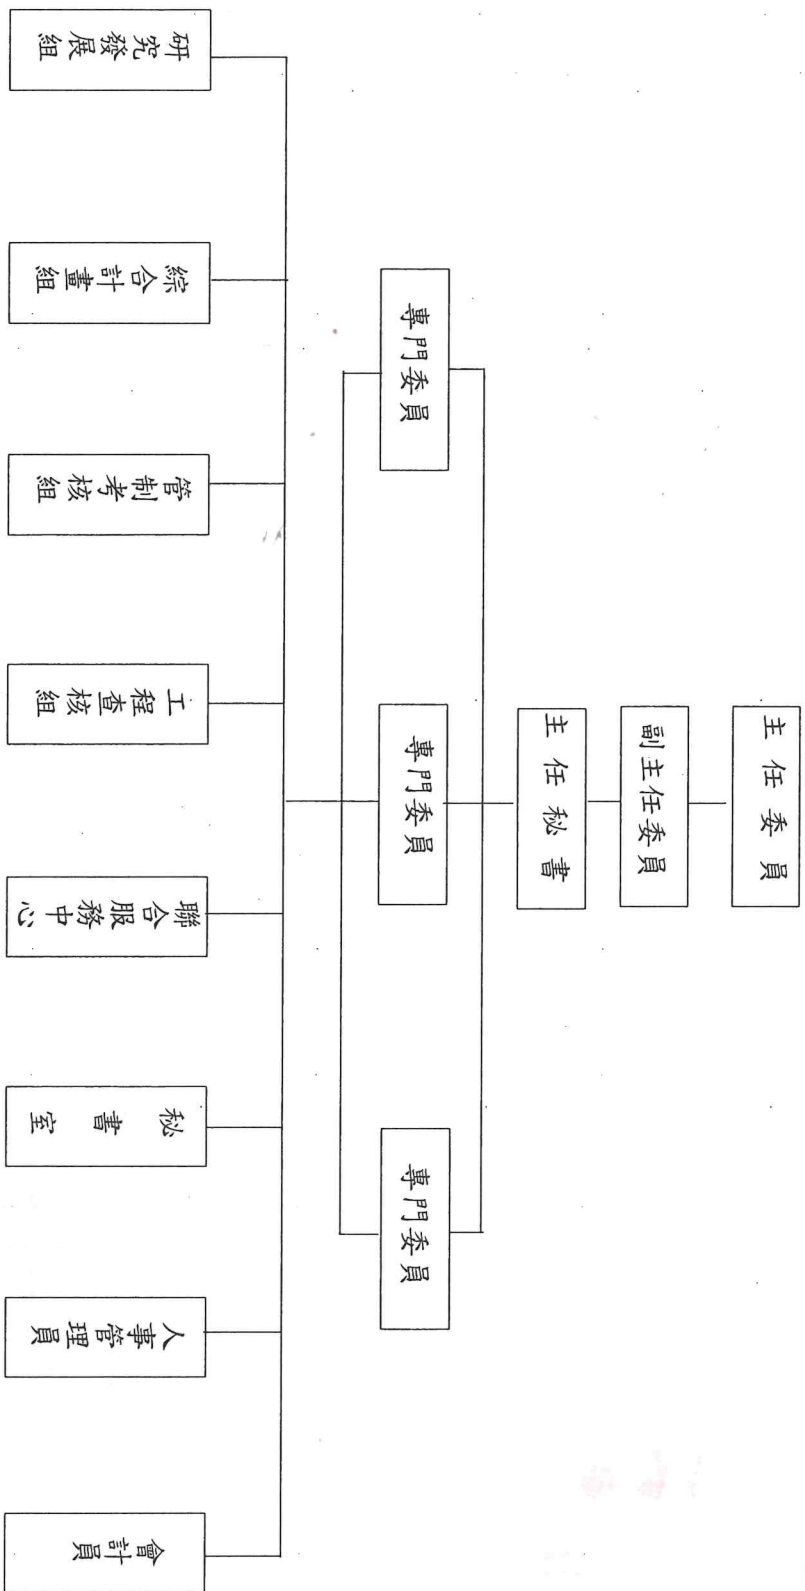 主任委員
副主任委員
主任秘書
專門委員
專門委員
專門委員
研究發展組
綜合計畫組
管制考核組
工程查核組
聯合服務中心
秘書室
人事管理員
會計員